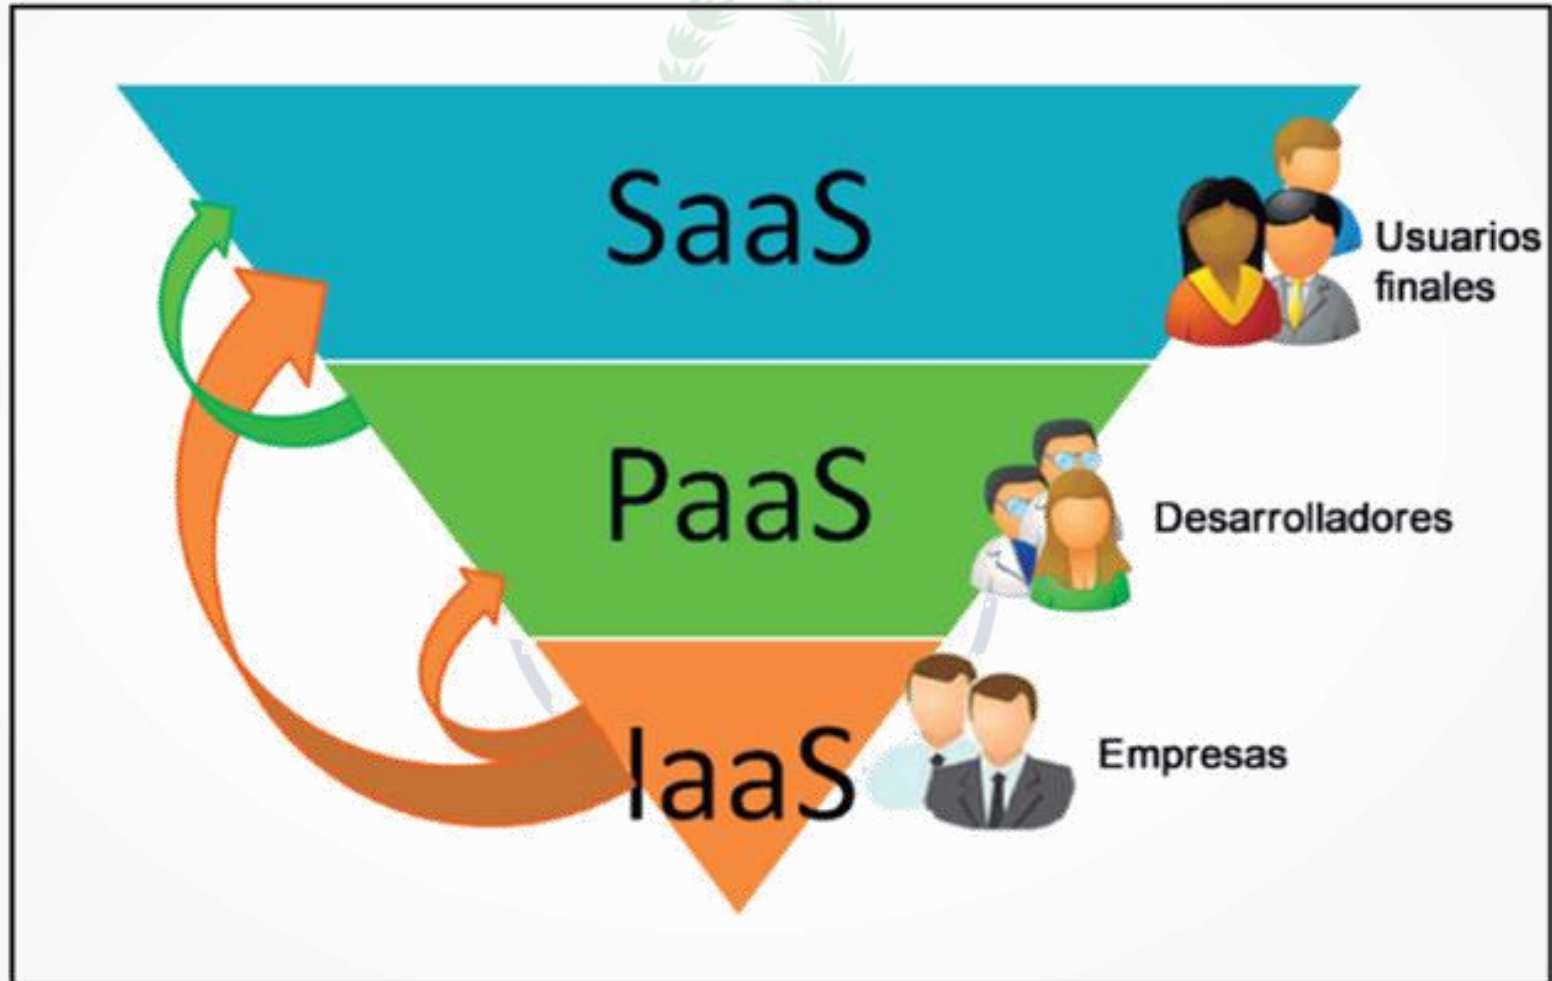 SaaS
Usuarios
finales
PaaS
Desarrolladores
IaaS
Empresas